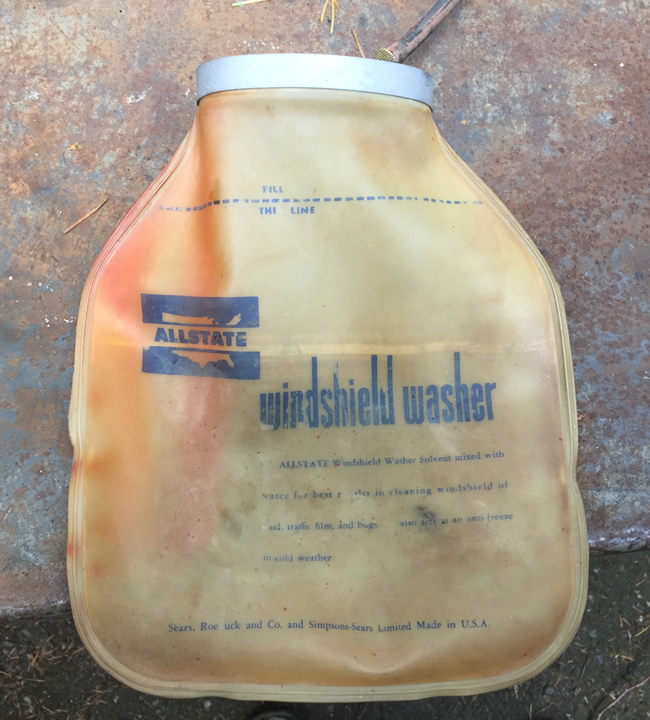 FILL
THI LINE
ALLSTATE
windshield washer
ALLSTATE Windshield Washer Solvent mixed with
water for best r lts in cleaning windshield of
traffic film, and bugs also acts as an anti-freeze
in cold weather.
Sears, Roe uck and Co. and Simpsons-Sears Limited Made in U.S.A.